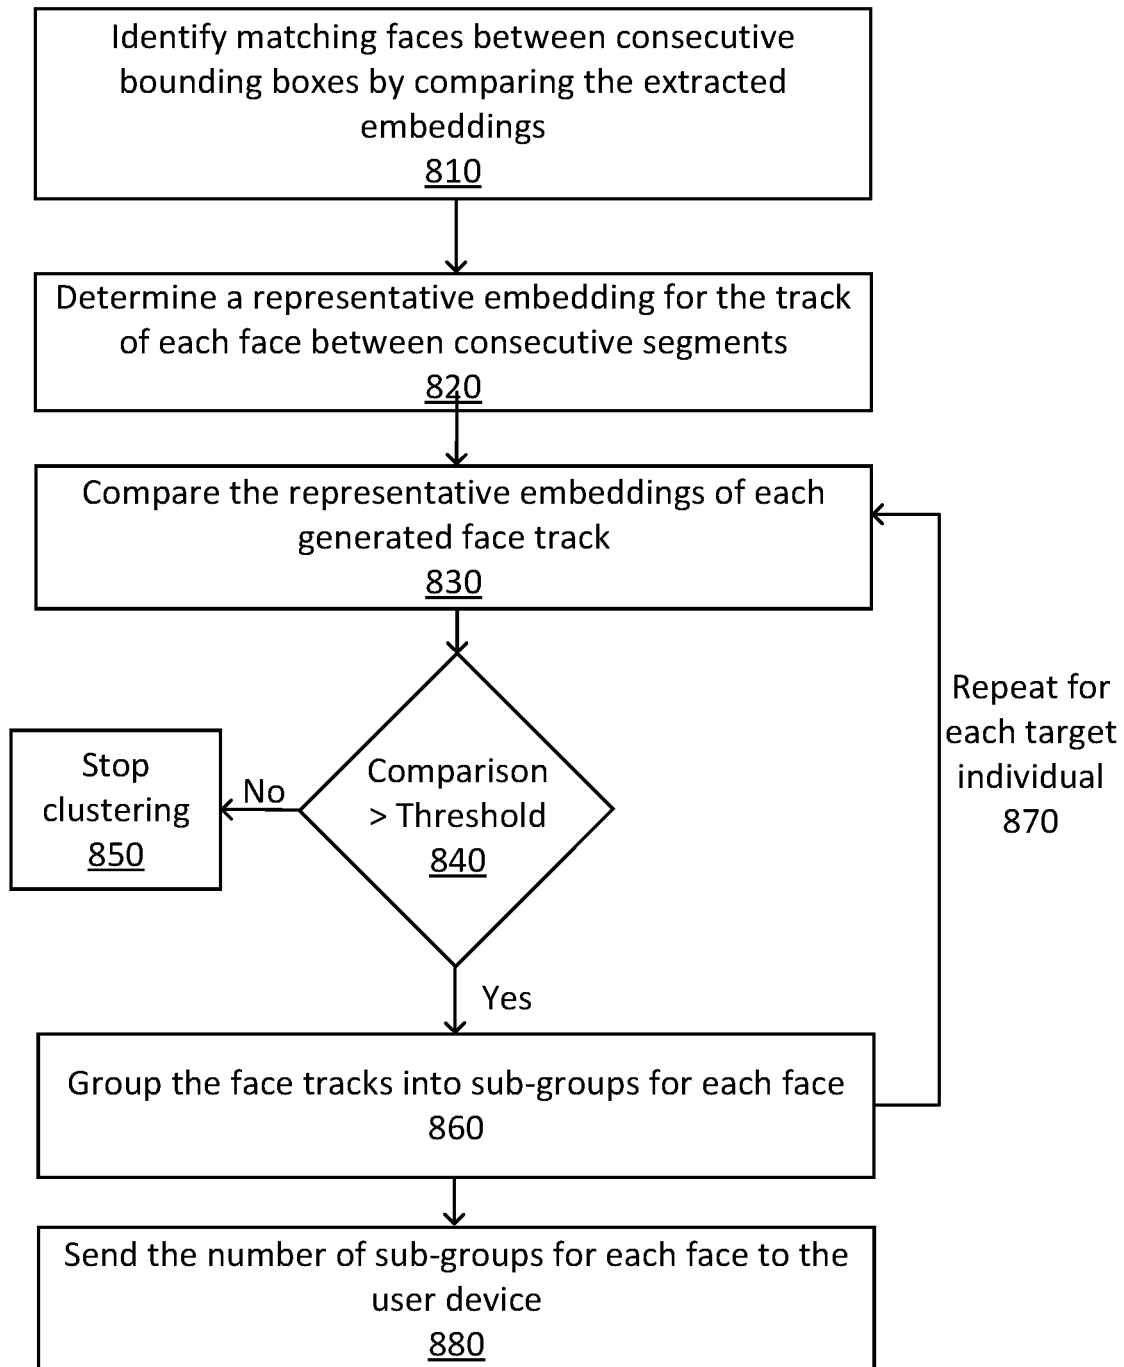 Identify matching faces between consecutive
bounding boxes by comparing the extracted
embeddings
810
Determine a representative embedding for the track
of each face between consecutive segments
820
Compare the representative embeddings of each
generated face track
830
Comparison
> Threshold
840
No
Stop
clustering
850
Yes
Group the face tracks into sub-groups for each face
860
Repeat for
each target
individual
870
Send the number of sub-groups for each face to the
user device
880